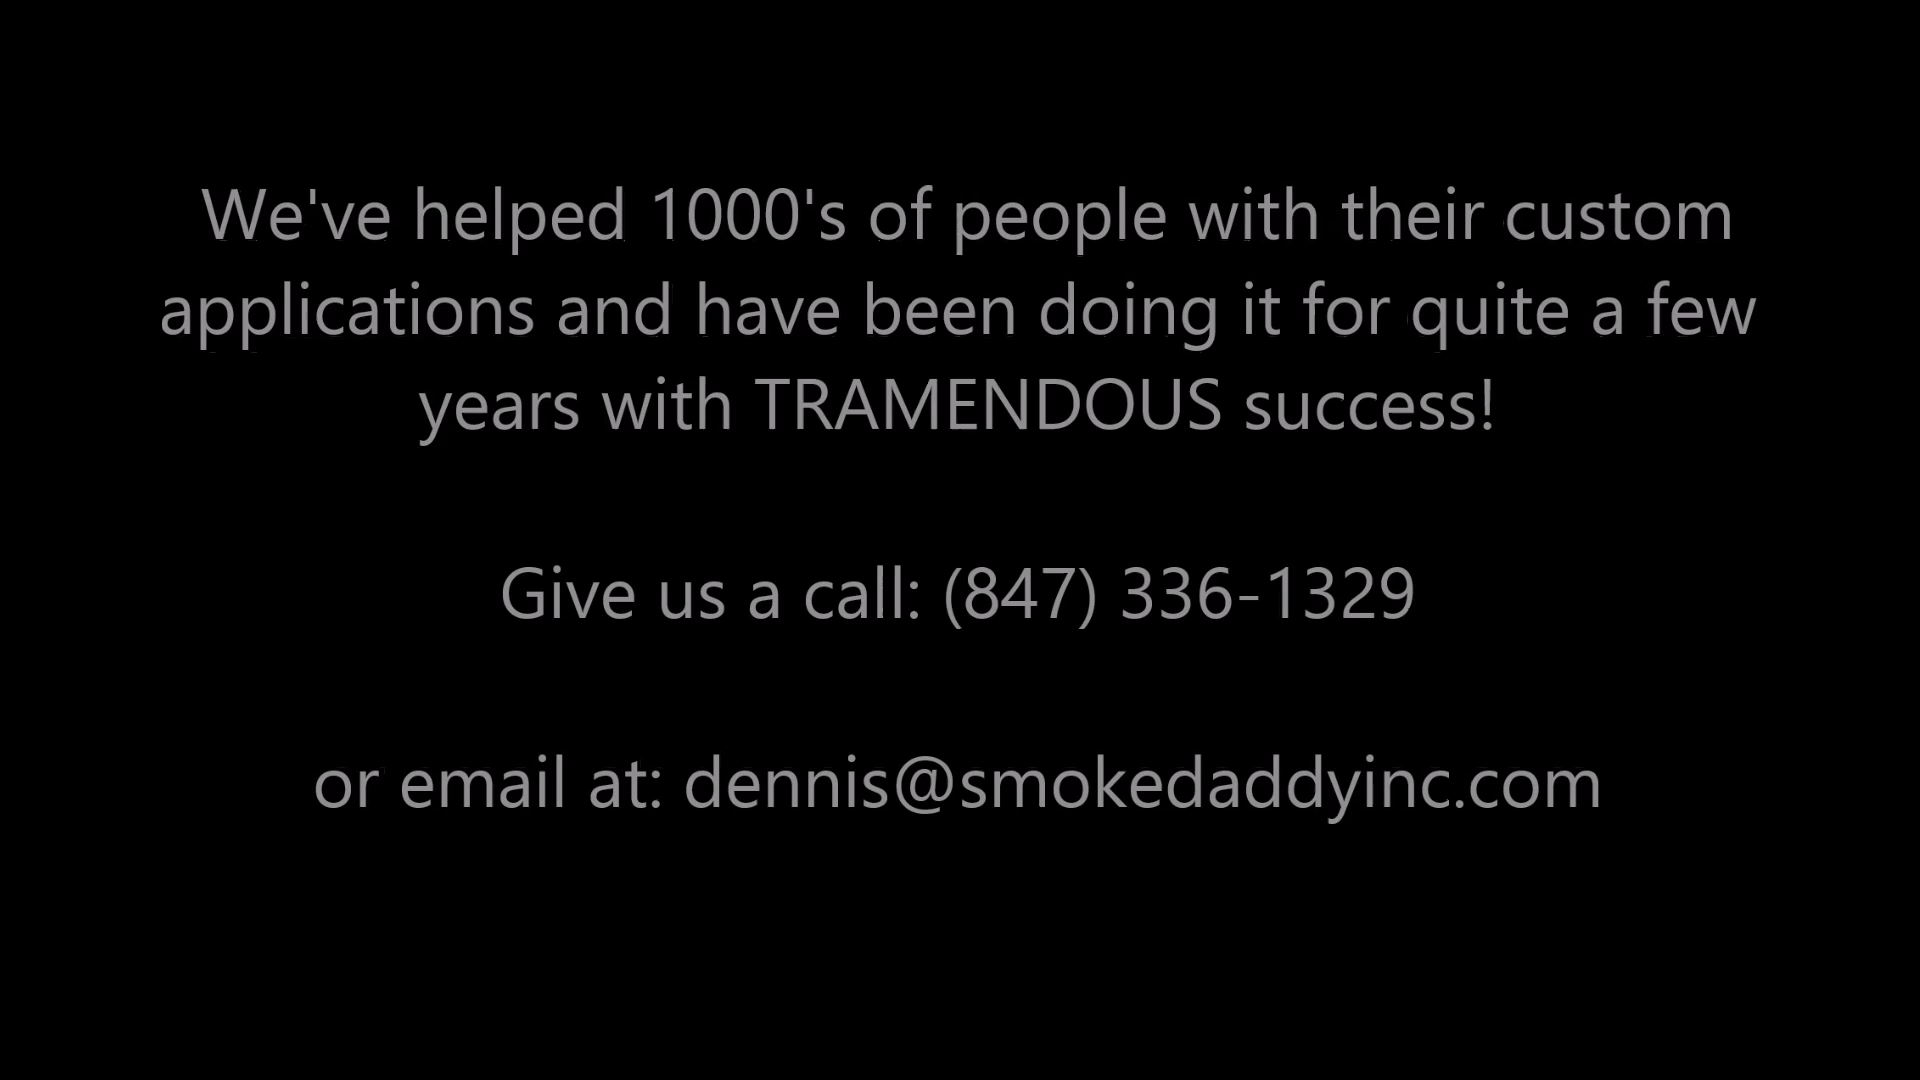 We've helped 1000's of people with their custom
applications and have been doing it for quite a few
years with TRAMENDOUS success!
Give us a call: (847) 336-1329
or email at: dennis@smokedaddyinc.com